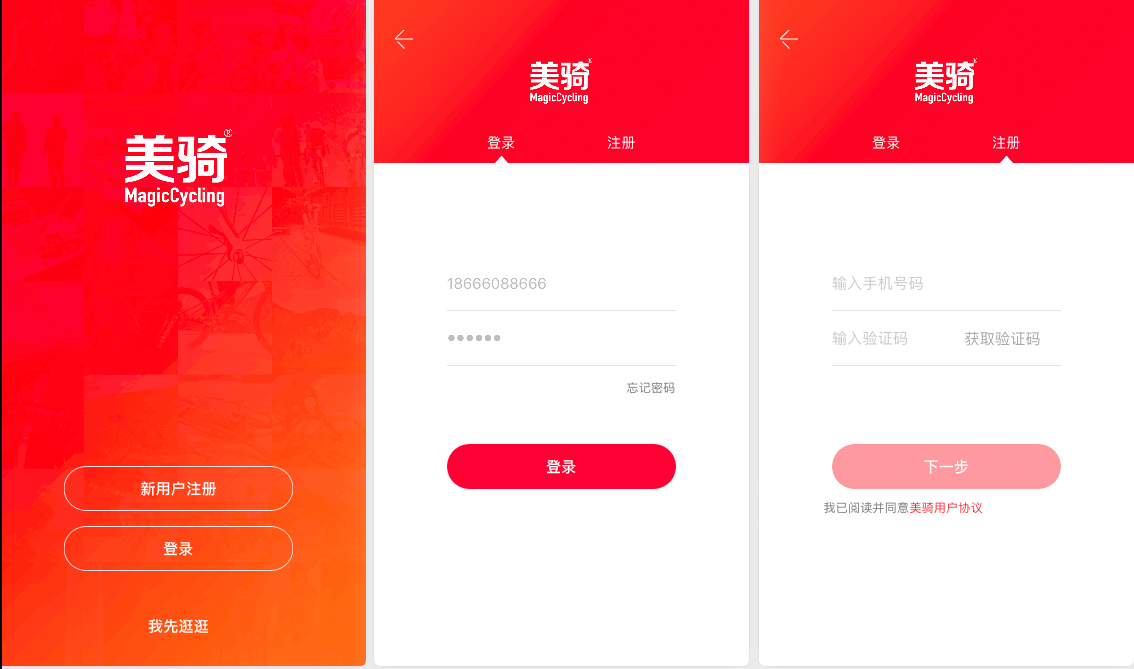 美骑®
MagicCycling
新用户注册
登录
我先逛逛
美骑®
MagicCycling
登录 注册
18666088666
••••••
忘记密码
登录
美骑®
MagicCycling
登录 注册
输入手机号码
输入验证码 获取验证码
下一步
我已阅读并同意美骑用户协议